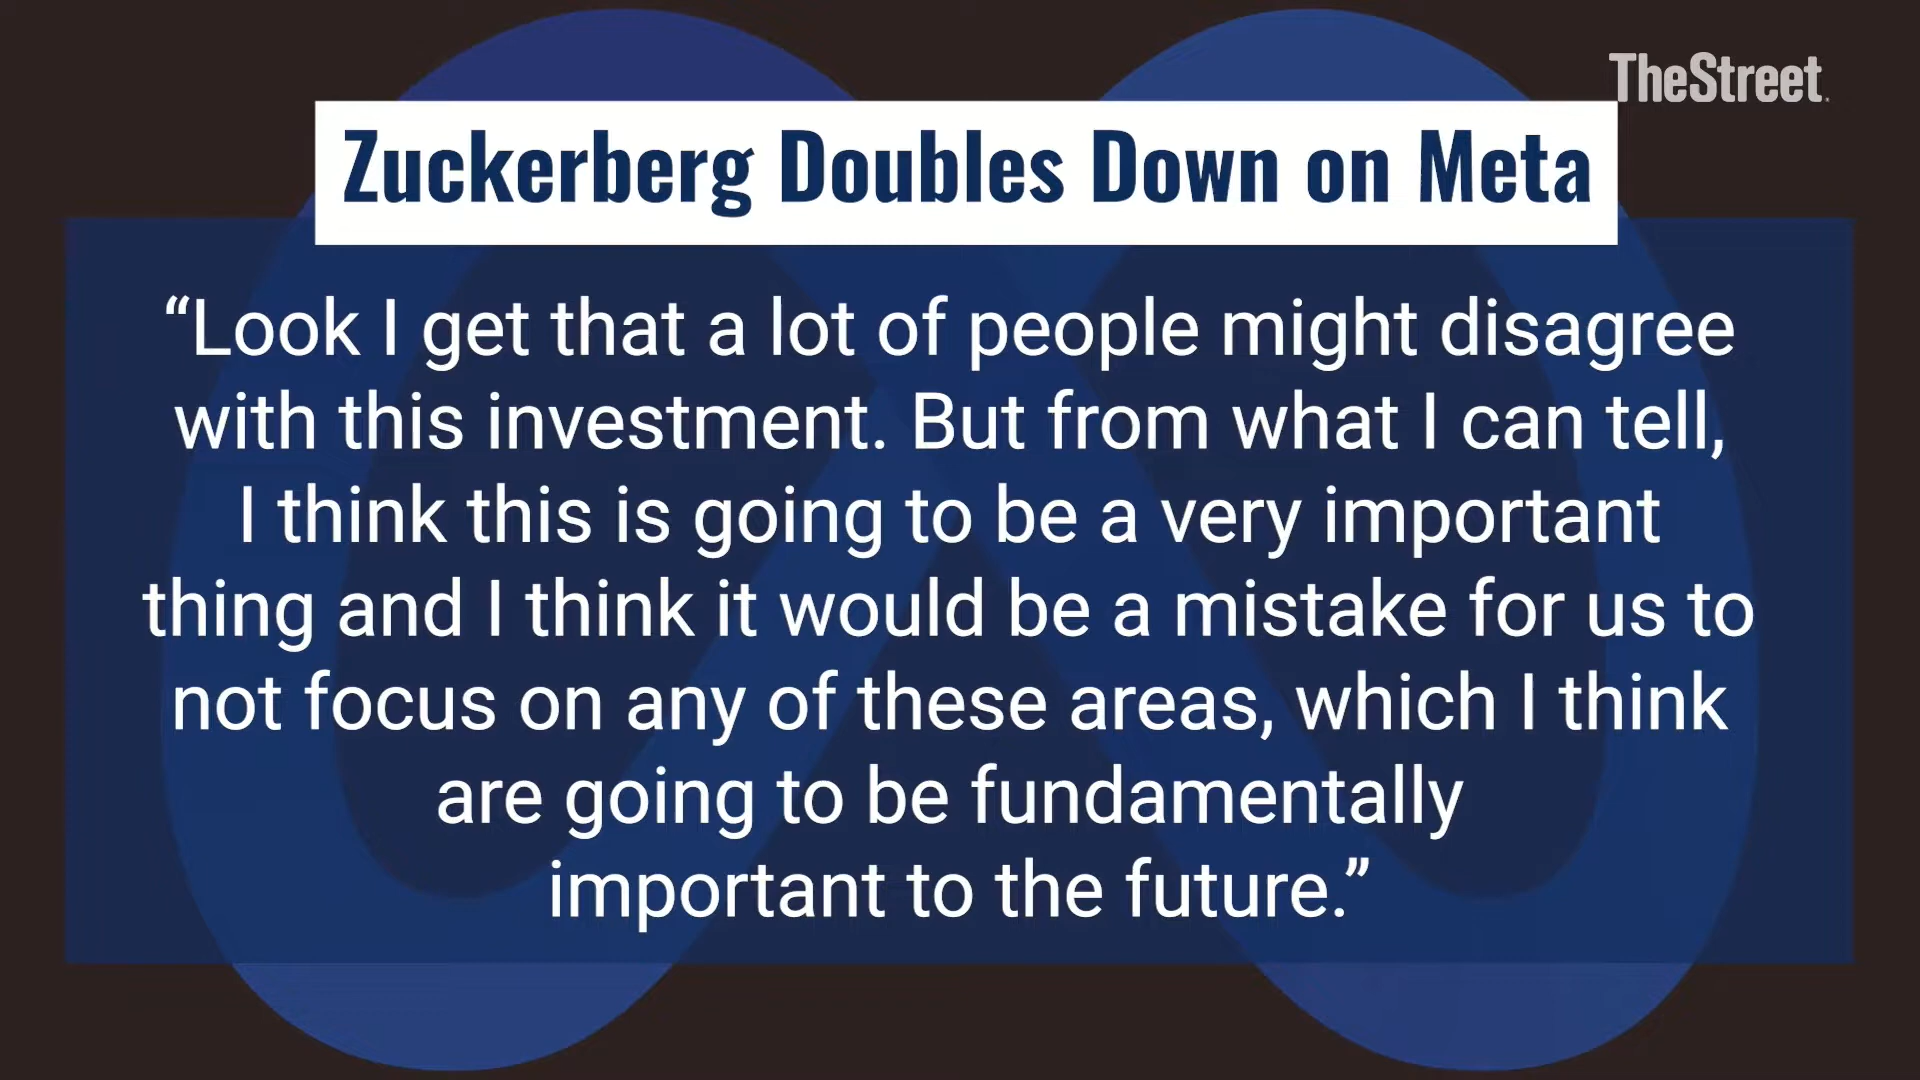 TheStreet.
Zuckerberg Doubles Down on Meta
“Look I get that a lot of people might disagree
with this investment. But from what I can tell,
I think this is going to be a very important
thing and I think it would be a mistake for us to
not focus on any of these areas, which I think
are going to be fundamentally
important to the future.”